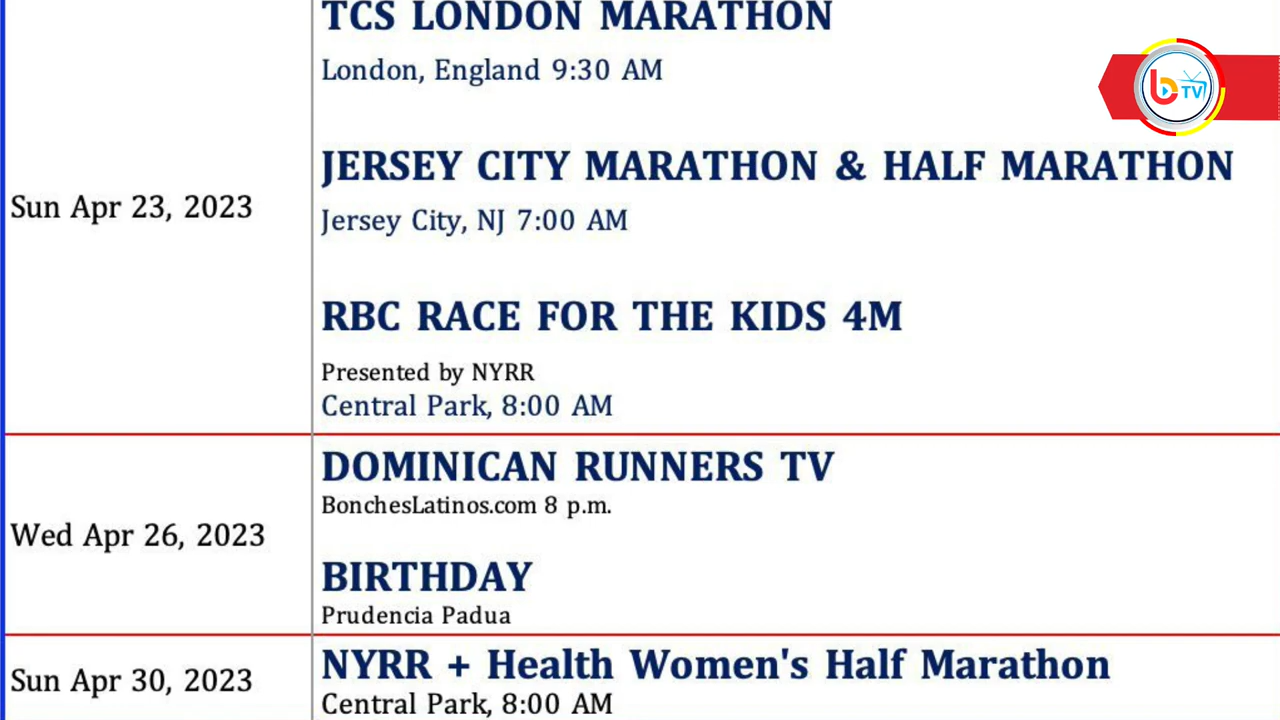 TCS LONDON MARATHON
London, England 9:30 AM
b TV
JERSEY CITY MARATHON & HALF MARATHON
Sun Apr 23, 2023
Jersey City, NJ 7:00 AM
RBC RACE FOR THE KIDS 4M
Presented by NYRR
Central Park, 8:00 AM
DOMINICAN RUNNERS TV
BonchesLatinos.com 8 p.m.
Wed Apr 26, 2023
BIRTHDAY
Prudencia Padua
NYRR + Health Women's Half Marathon
Sun Apr 30, 2023
Central Park, 8:00 AM